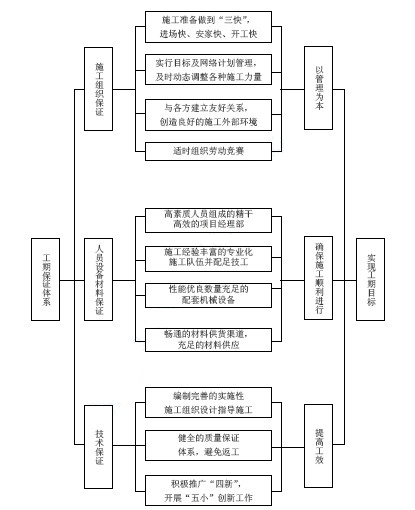 施工准备做到“三快”，
进场快、安家快、开工快
实行目标及网络计划管理，
及时动态调整各种施工力量
与各方建立友好关系，
创造良好的施工外部环境
适时组织劳动竞赛
施工组织保证
以管理为本
高素质人员组成的精干
高效的项目经理部
施工经验丰富的专业化
施工队伍并配足技工
性能优良数量充足的
配套机械设备
畅通的材料供货渠道，
充足的材料供应
工期保证体系
人员设备材料保证
确保施工顺利进行
实现工期目标
编制完善的实施性
施工组织设计指导施工
健全的质量保证
体系，避免返工
积极推广“四新”，
开展“五小”创新工作
技术保证
提高工效